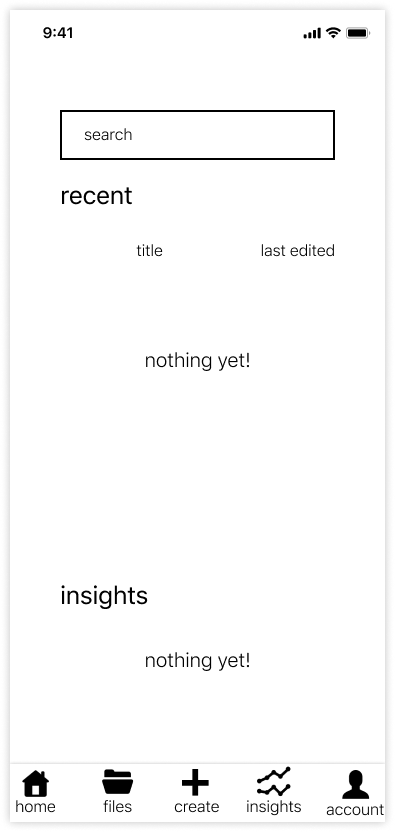 9:41
search
recent
title last edited
nothing yet!
insights
nothing yet!
home files create insights account